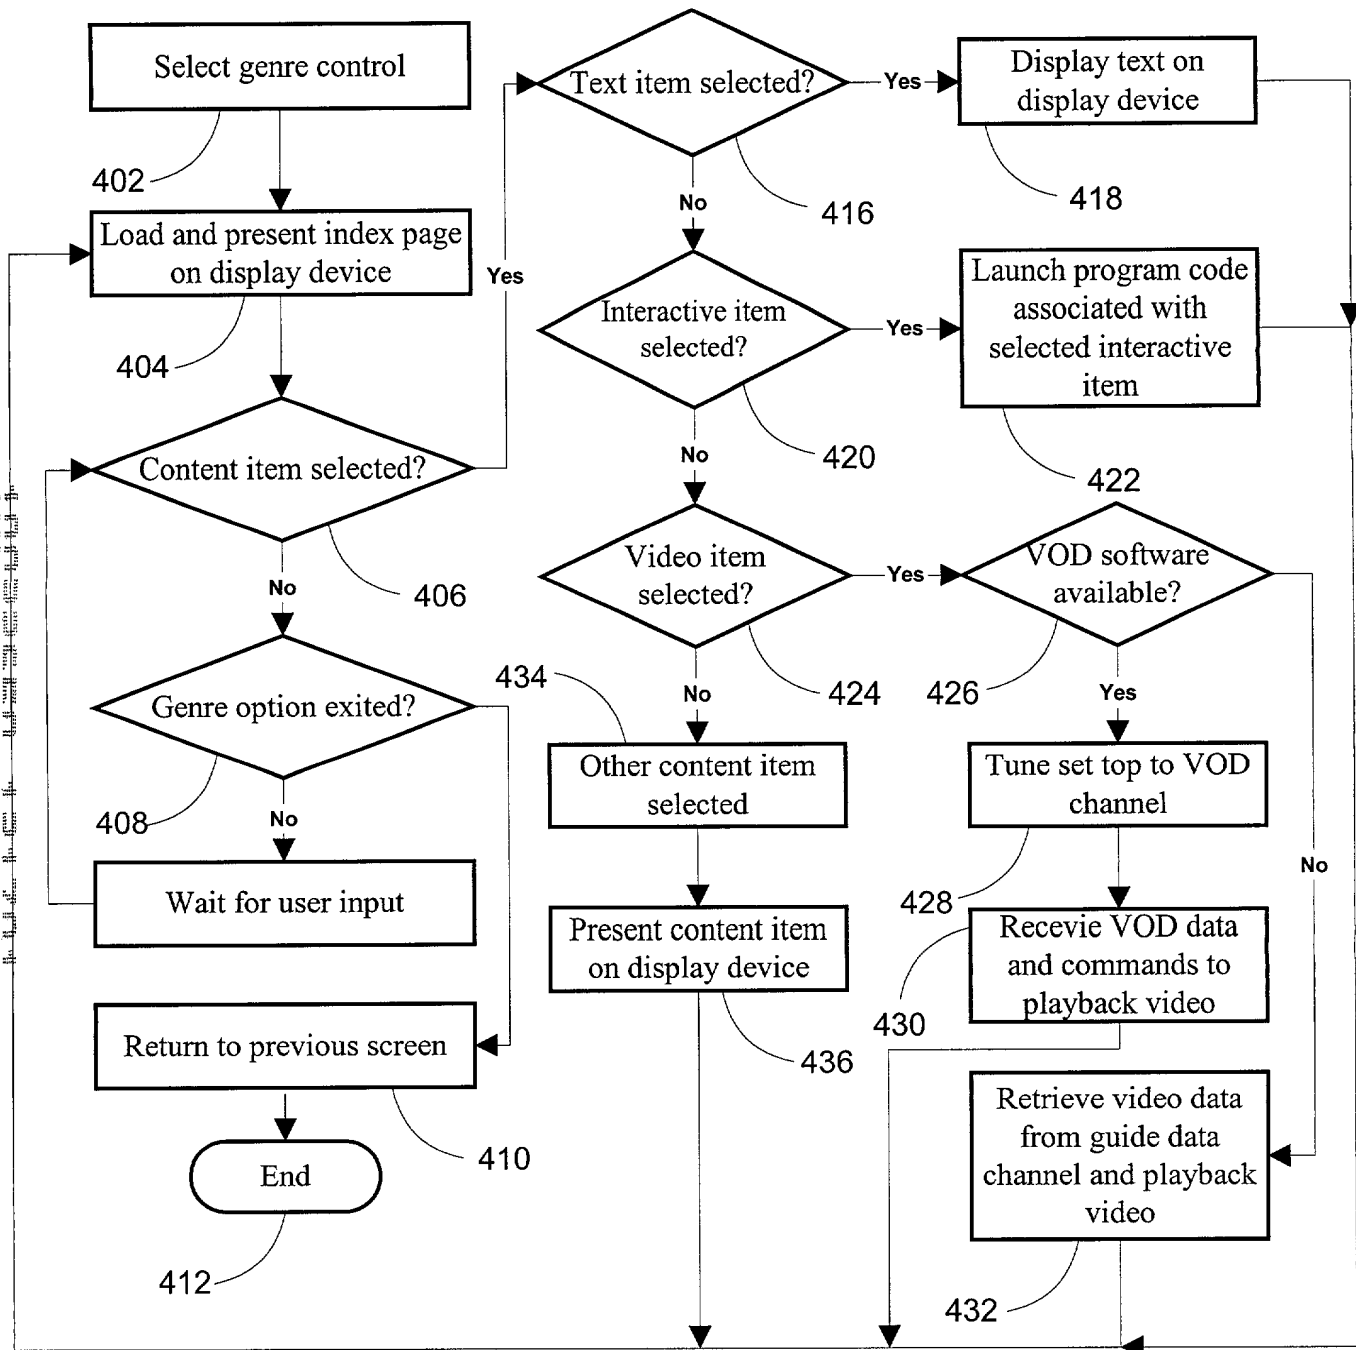 Select genre control
402
Load and present index page
on display device
404
Content item selected?
406
Yes
No
Genre option exited?
408
No
Wait for user input
Return to previous screen
410
End
412
Text item selected?
416
Yes
Display text on
display device
418
No
Interactive item
selected?
420
Yes
Launch program code
associated with
selected interactive
item
422
No
Video item
selected?
424
Yes
VOD software
available?
426
No
434
Other content item
selected
Present content item
on display device
436
Yes
Tune set top to VOD
channel
428
Recevie VOD data
and commands to
playback video
430
No
Retrieve video data
from guide data
channel and playback
video
432